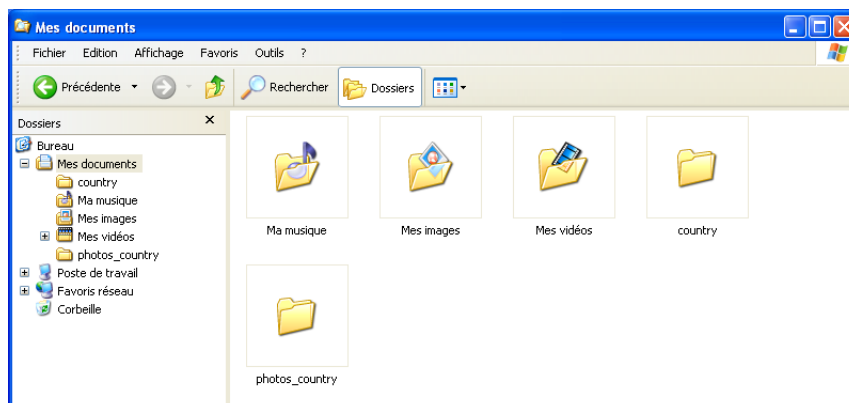 Mes documents
Fichier Edition Affichage Favoris Outils ?
Précédente Rechercher Dossiers
Dossiers x
Bureau
Mes documents
country
Ma musique
Mes images
Mes vidéos
photos_country
Poste de travail
Favoris réseau
Corbeille
Ma musique Mes images Mes vidéos country
photos_country